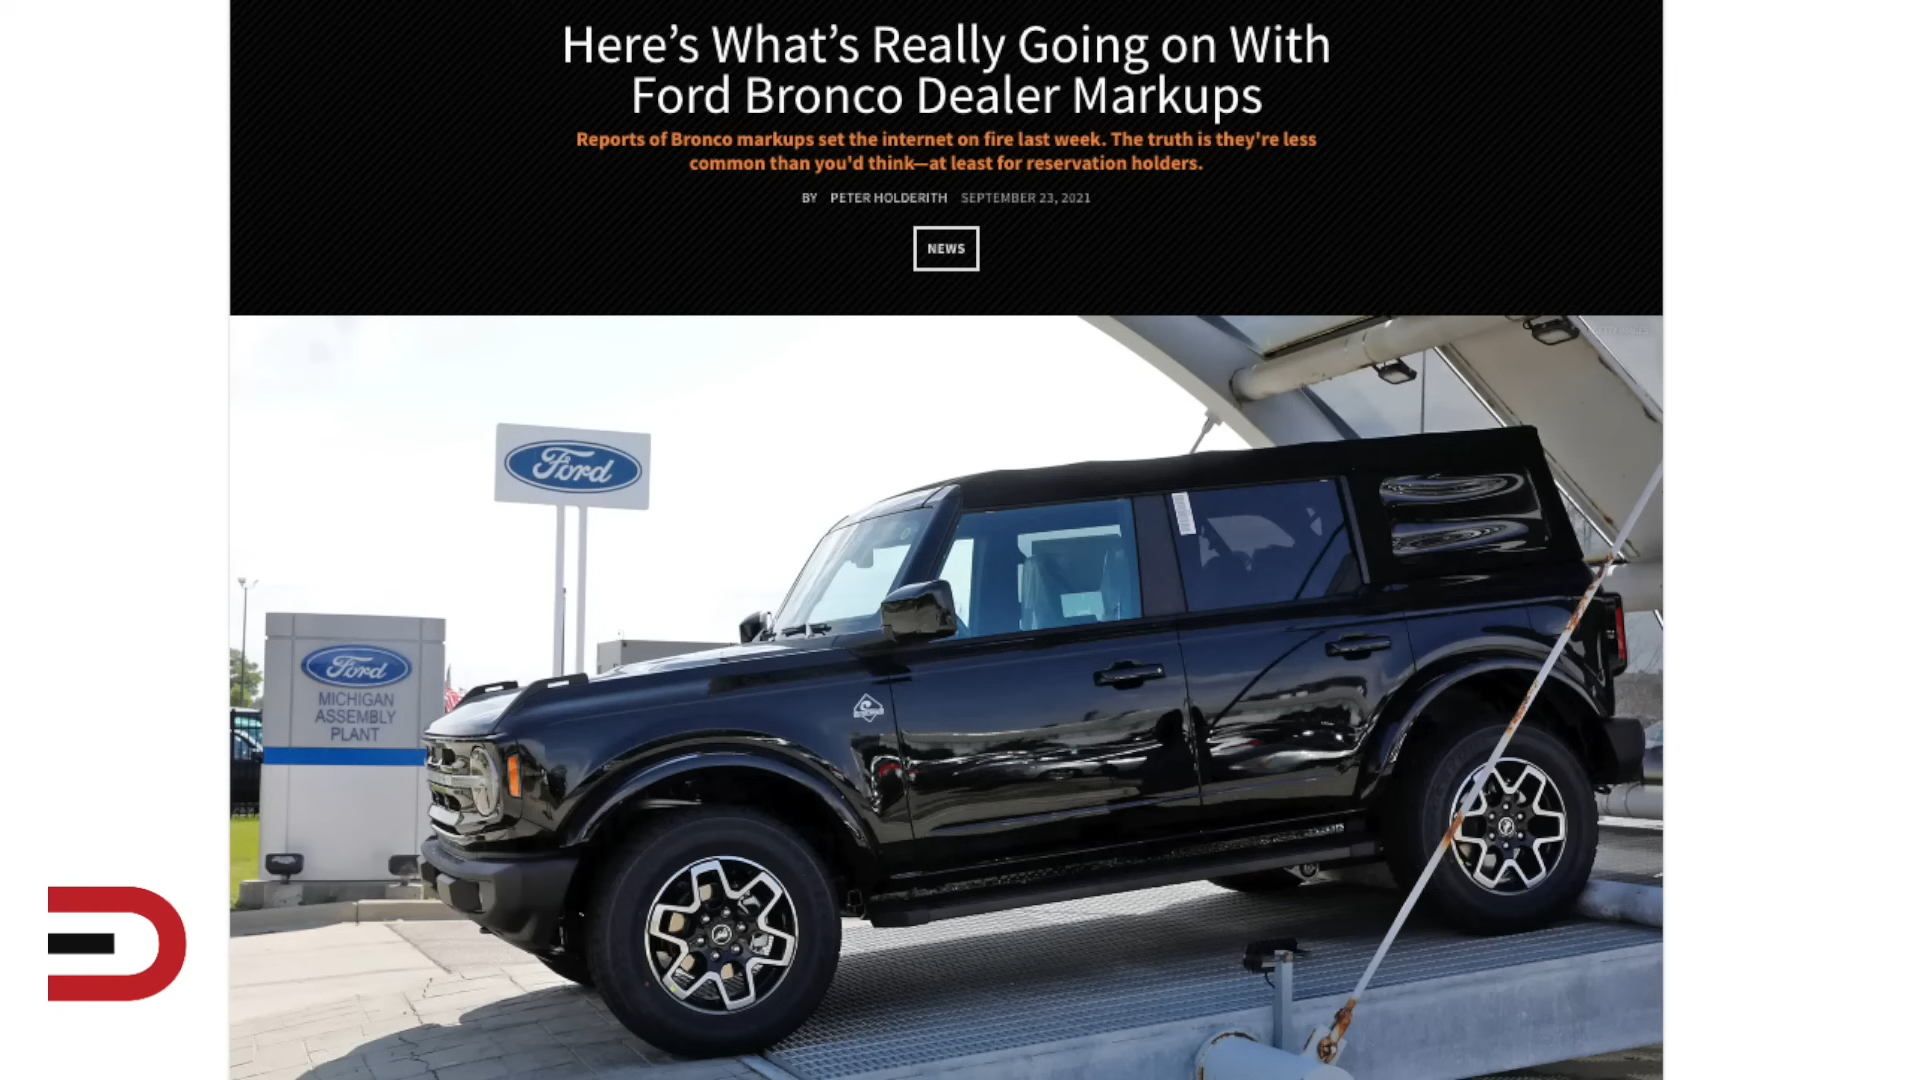 Here’s What’s Really Going on With
Ford Bronco Dealer Markups
Reports of Bronco markups set the internet on fire last week. The truth is they're less
common than you'd think—at least for reservation holders.
BY PETER HOLDERITH SEPTEMBER 23, 2021
NEWS
Ford
Ford
MICHIGAN
ASSEMBLY
PLANT